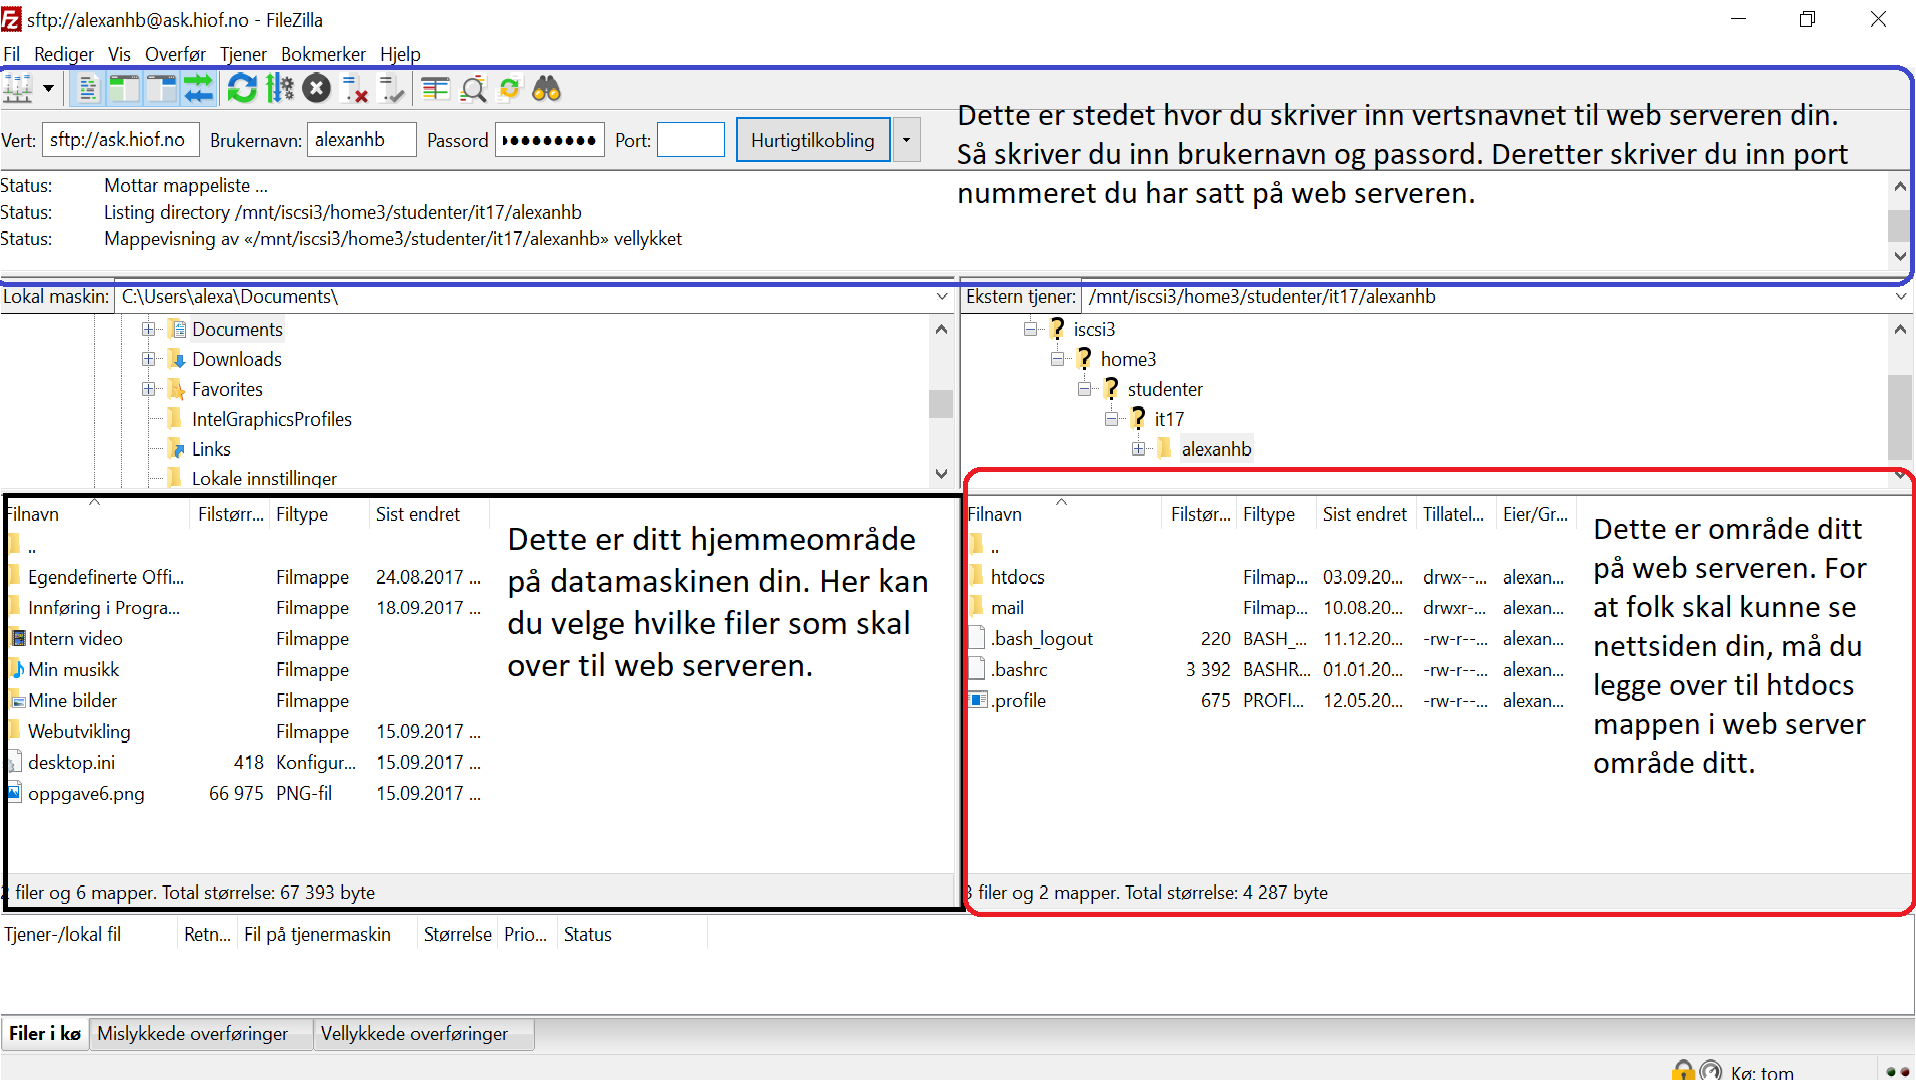 sftp://alexanhb@ask.hiof.no - FileZilla
Fil Rediger Vis Overfør Tjener Bokmerker Hjelp
Vert: sftp://ask.hiof.no Brukernavn: alexanhb Passord ●●●●●●●●● Port: Hurtigtilkobling
Dette er stedet hvor du skriver inn vertsnavnet til web serveren din.
Så skriver du inn brukernavn og passord. Deretter skriver du inn port
nummeret du har satt på web serveren.
Status: Mottar mappeliste ...
Status: Listing directory /mnt/iscsi3/home3/studenter/it17/alexanhb
Status: Mappevisning av «/mnt/iscsi3/home3/studenter/it17/alexanhb» vellykket
Lokal maskin: C:\Users\alexa\Documents\
Documents
Downloads
Favorites
IntelGraphicsProfiles
Links
Lokale innstillinger
Ekstern tjener: /mnt/iscsi3/home3/studenter/it17/alexanhb
iscsi3
home3
studenter
it17
alexanhb
Filnavn Filstørr... Filtype Sist endret
..
Egendefinerte Offi... Filmappe 24.08.2017 ...
Innføring i Progra... Filmappe 18.09.2017 ...
Intern video Filmappe
Min musikk Filmappe
Mine bilder Filmappe
Webutvikling Filmappe 15.09.2017 ...
desktop.ini 418 Konfigur... 15.09.2017 ...
oppgave6.png 66 975 PNG-fil 15.09.2017 ...
Dette er ditt hjemmeområde
på datamaskinen din. Her kan
du velge hvilke filer som skal
over til web serveren.
2 filer og 6 mapper. Total størrelse: 67 393 byte
Filnavn Filstør... Filtype Sist endret Tillatel... Eier/Gr...
..
htdocs Filmap... 03.09.20... drwx--... alexan...
mail Filmap... 10.08.20... drwxr-... alexan...
.bash_logout 220 BASH_... 11.12.20... -rw-r--... alexan...
.bashrc 3 392 BASHR... 01.01.20... -rw-r--... alexan...
.profile 675 PROFI... 12.05.20... -rw-r--... alexan...
Dette er område ditt
på web serveren. For
at folk skal kunne se
nettsiden din, må du
legge over til htdocs
mappen i web server
område ditt.
3 filer og 2 mapper. Total størrelse: 4 287 byte
Tjener-/lokal fil Retn... Fil på tjenermaskin Størrelse Prio... Status
Filer i kø Mislykkede overføringer Vellykkede overføringer
Kø: tom